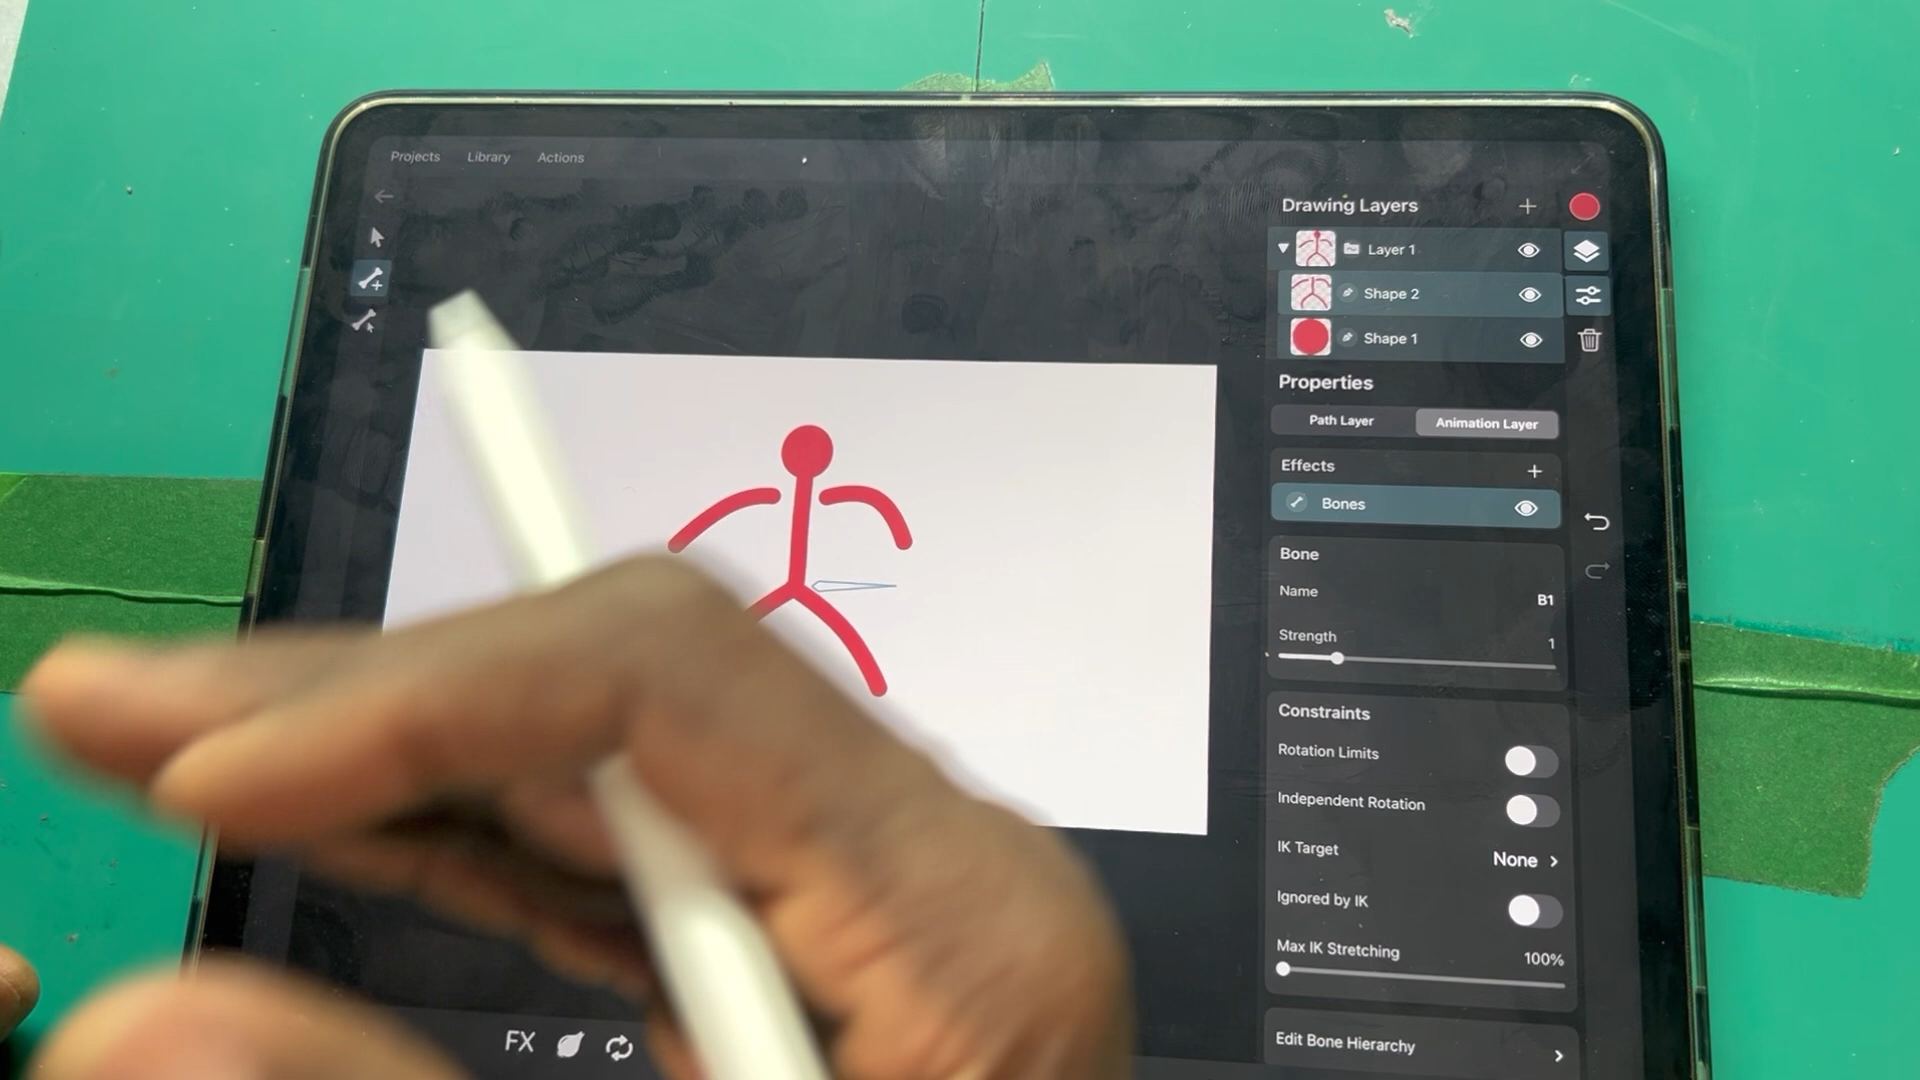 Projects Library Actions
Drawing Layers
Layer 1
Shape 2
Shape 1
Properties
Path Layer Animation Layer
Effects
Bones
Bone
Name B1
Strength 1
Constraints
Rotation Limits
Independent Rotation
IK Target None
Ignored by IK
Max IK Stretching 100%
Edit Bone Hierarchy
FX